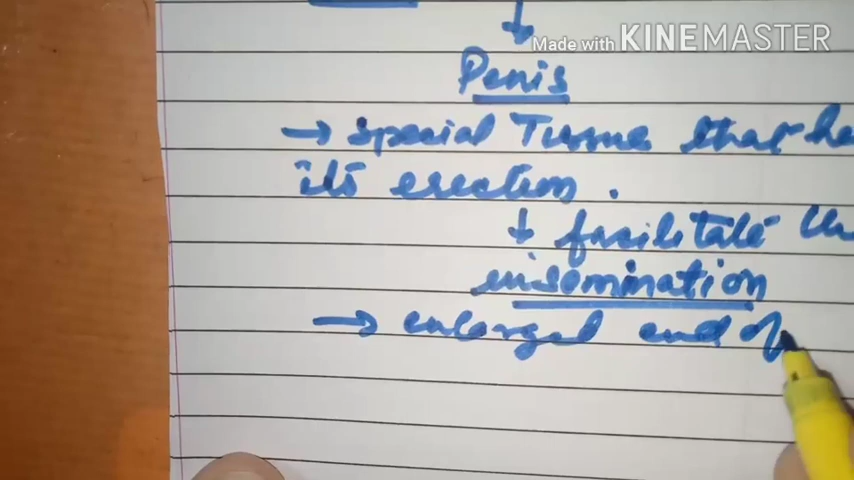 Made with KINEMASTER
↓
Penis
→ special Tissue that he
its erection.
↓ facilitate th
insemination
→ enlarged end of